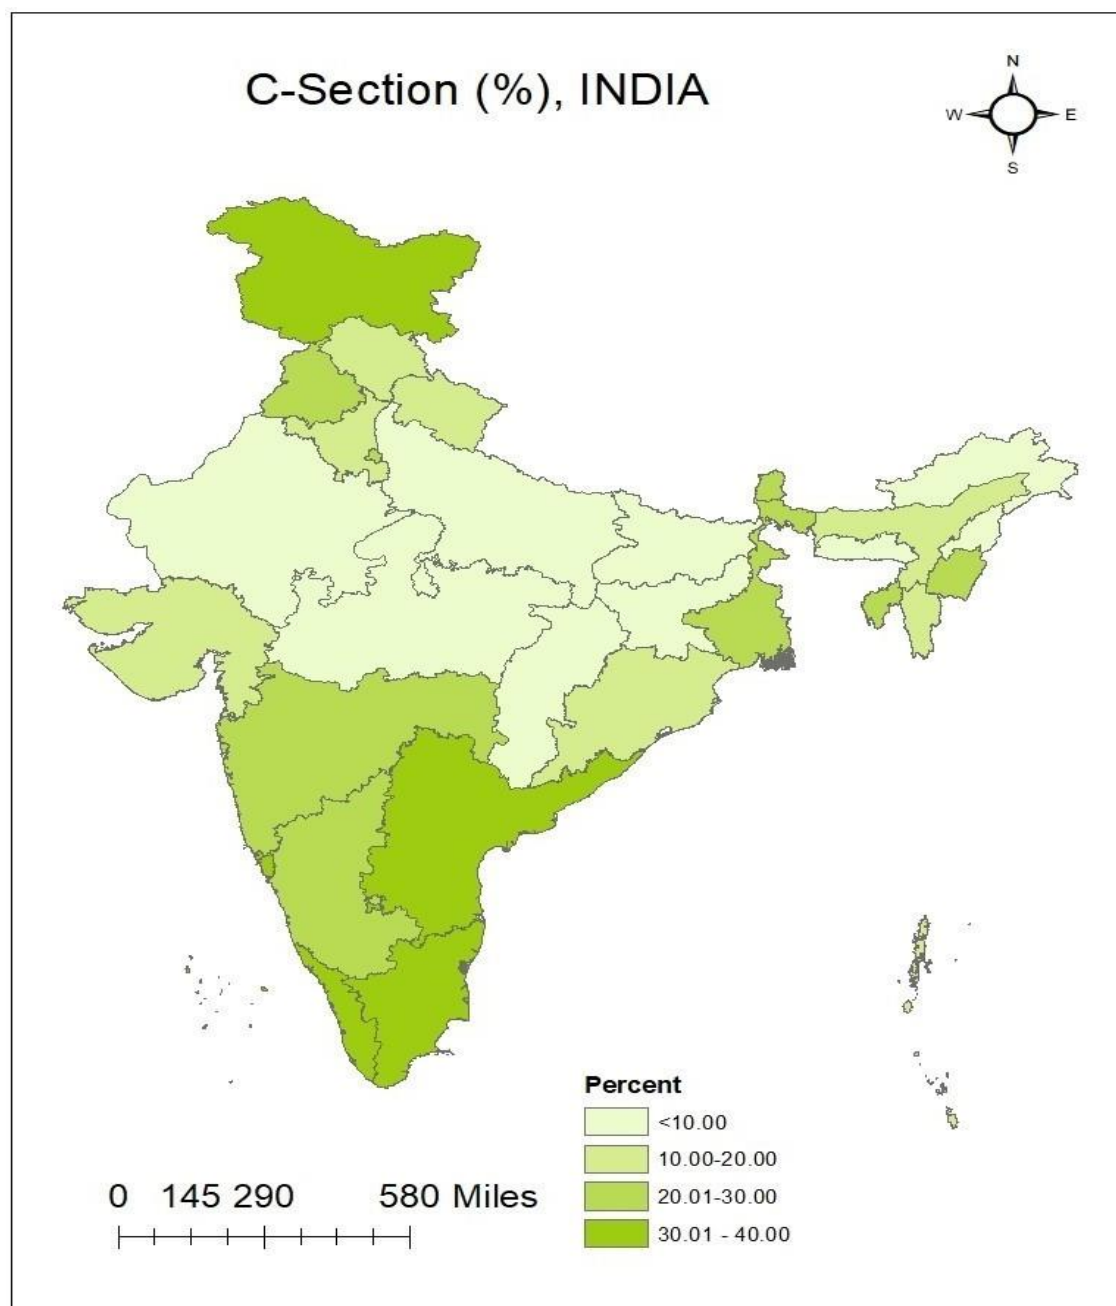 C-Section (%), INDIA
N
W E
S
Percent
<10.00
10.00-20.00
20.01-30.00
30.01 - 40.00
0 145 290 580 Miles